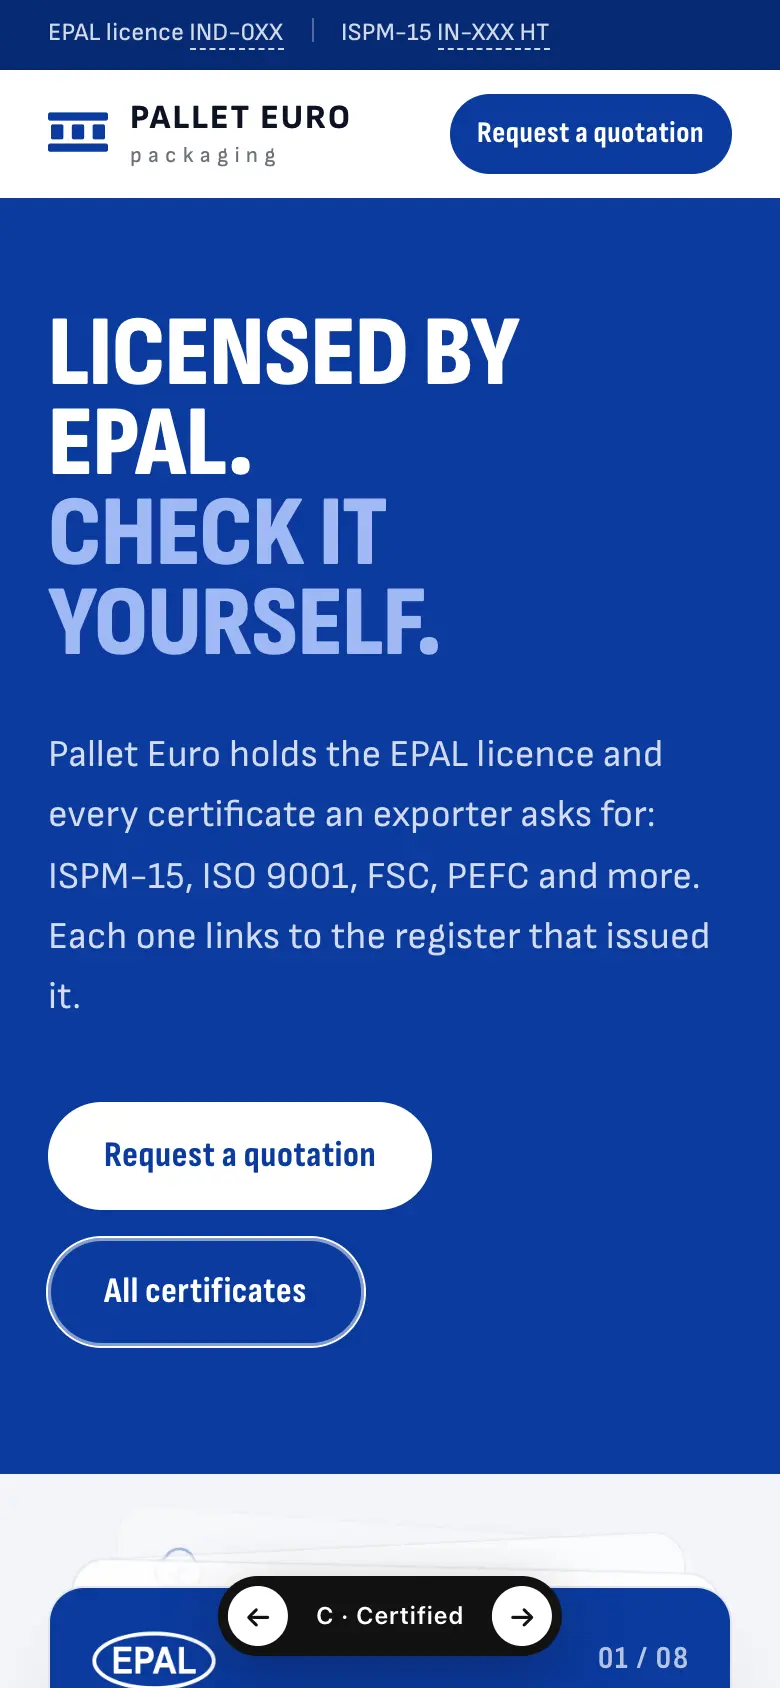 EPAL licence IND-0XX | ISPM-15 IN-XXX HT
PALLET EURO
packaging
Request a quotation
LICENSED BY
EPAL.
CHECK IT
YOURSELF.
Pallet Euro holds the EPAL licence and
every certificate an exporter asks for:
ISPM-15, ISO 9001, FSC, PEFC and more.
Each one links to the register that issued
it.
Request a quotation
All certificates
← C · Certified →
EPAL
01 / 08